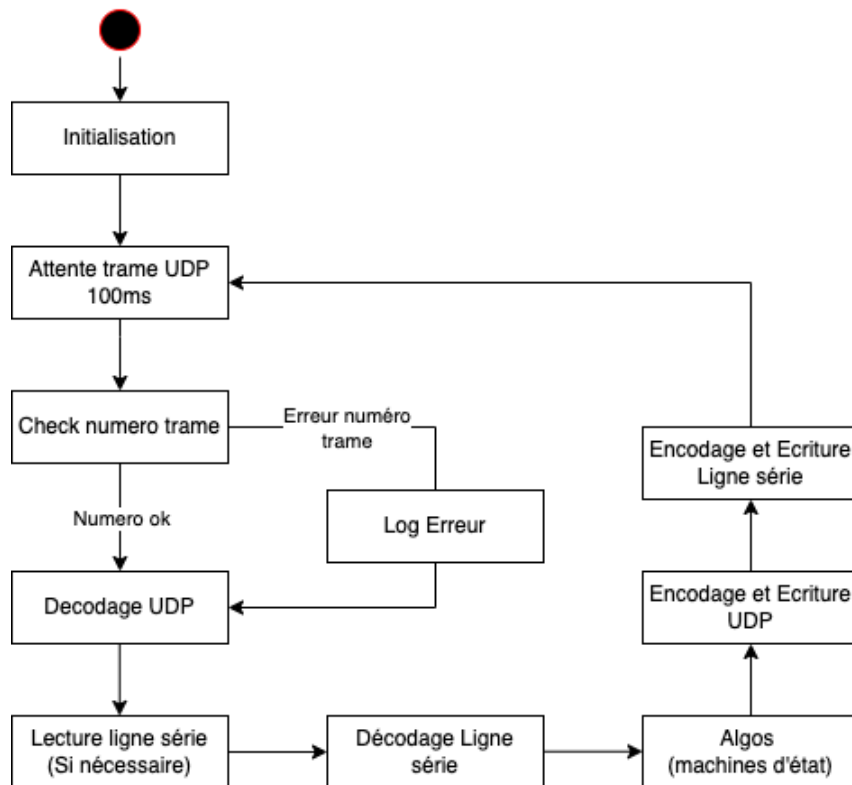 Initialisation
Attente trame UDP
100ms
Check numero trame
Erreur numéro
trame
Numero ok
Log Erreur
Decodage UDP
Lecture ligne série
(Si nécessaire)
Décodage Ligne
série
Algos
(machines d'état)
Encodage et Ecriture
UDP
Encodage et Ecriture
Ligne série